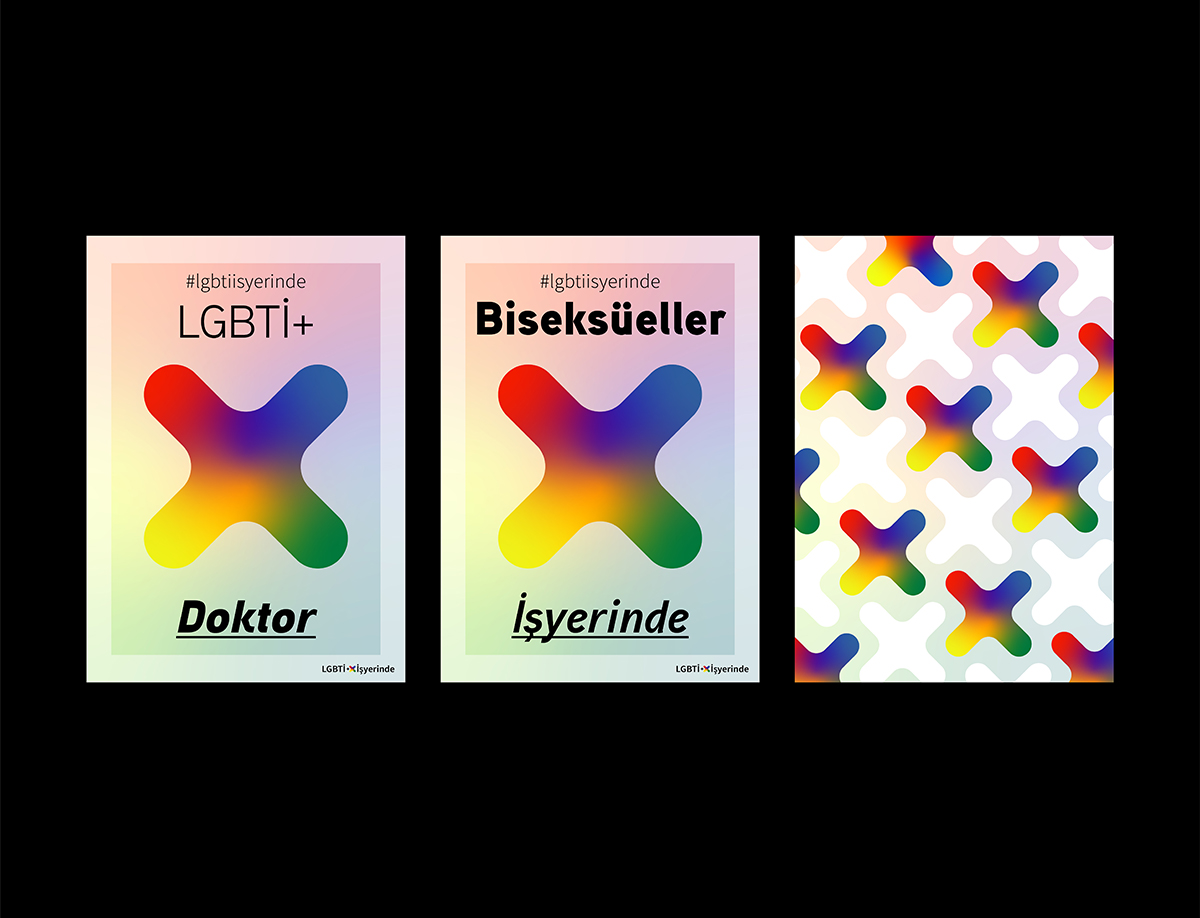 #lgbtiisyerinde
LGBTİ+
Doktor
LGBTİ+ İşyerinde
#lgbtiisyerinde
Biseksüeller
İşyerinde
LGBTİ+ İşyerinde